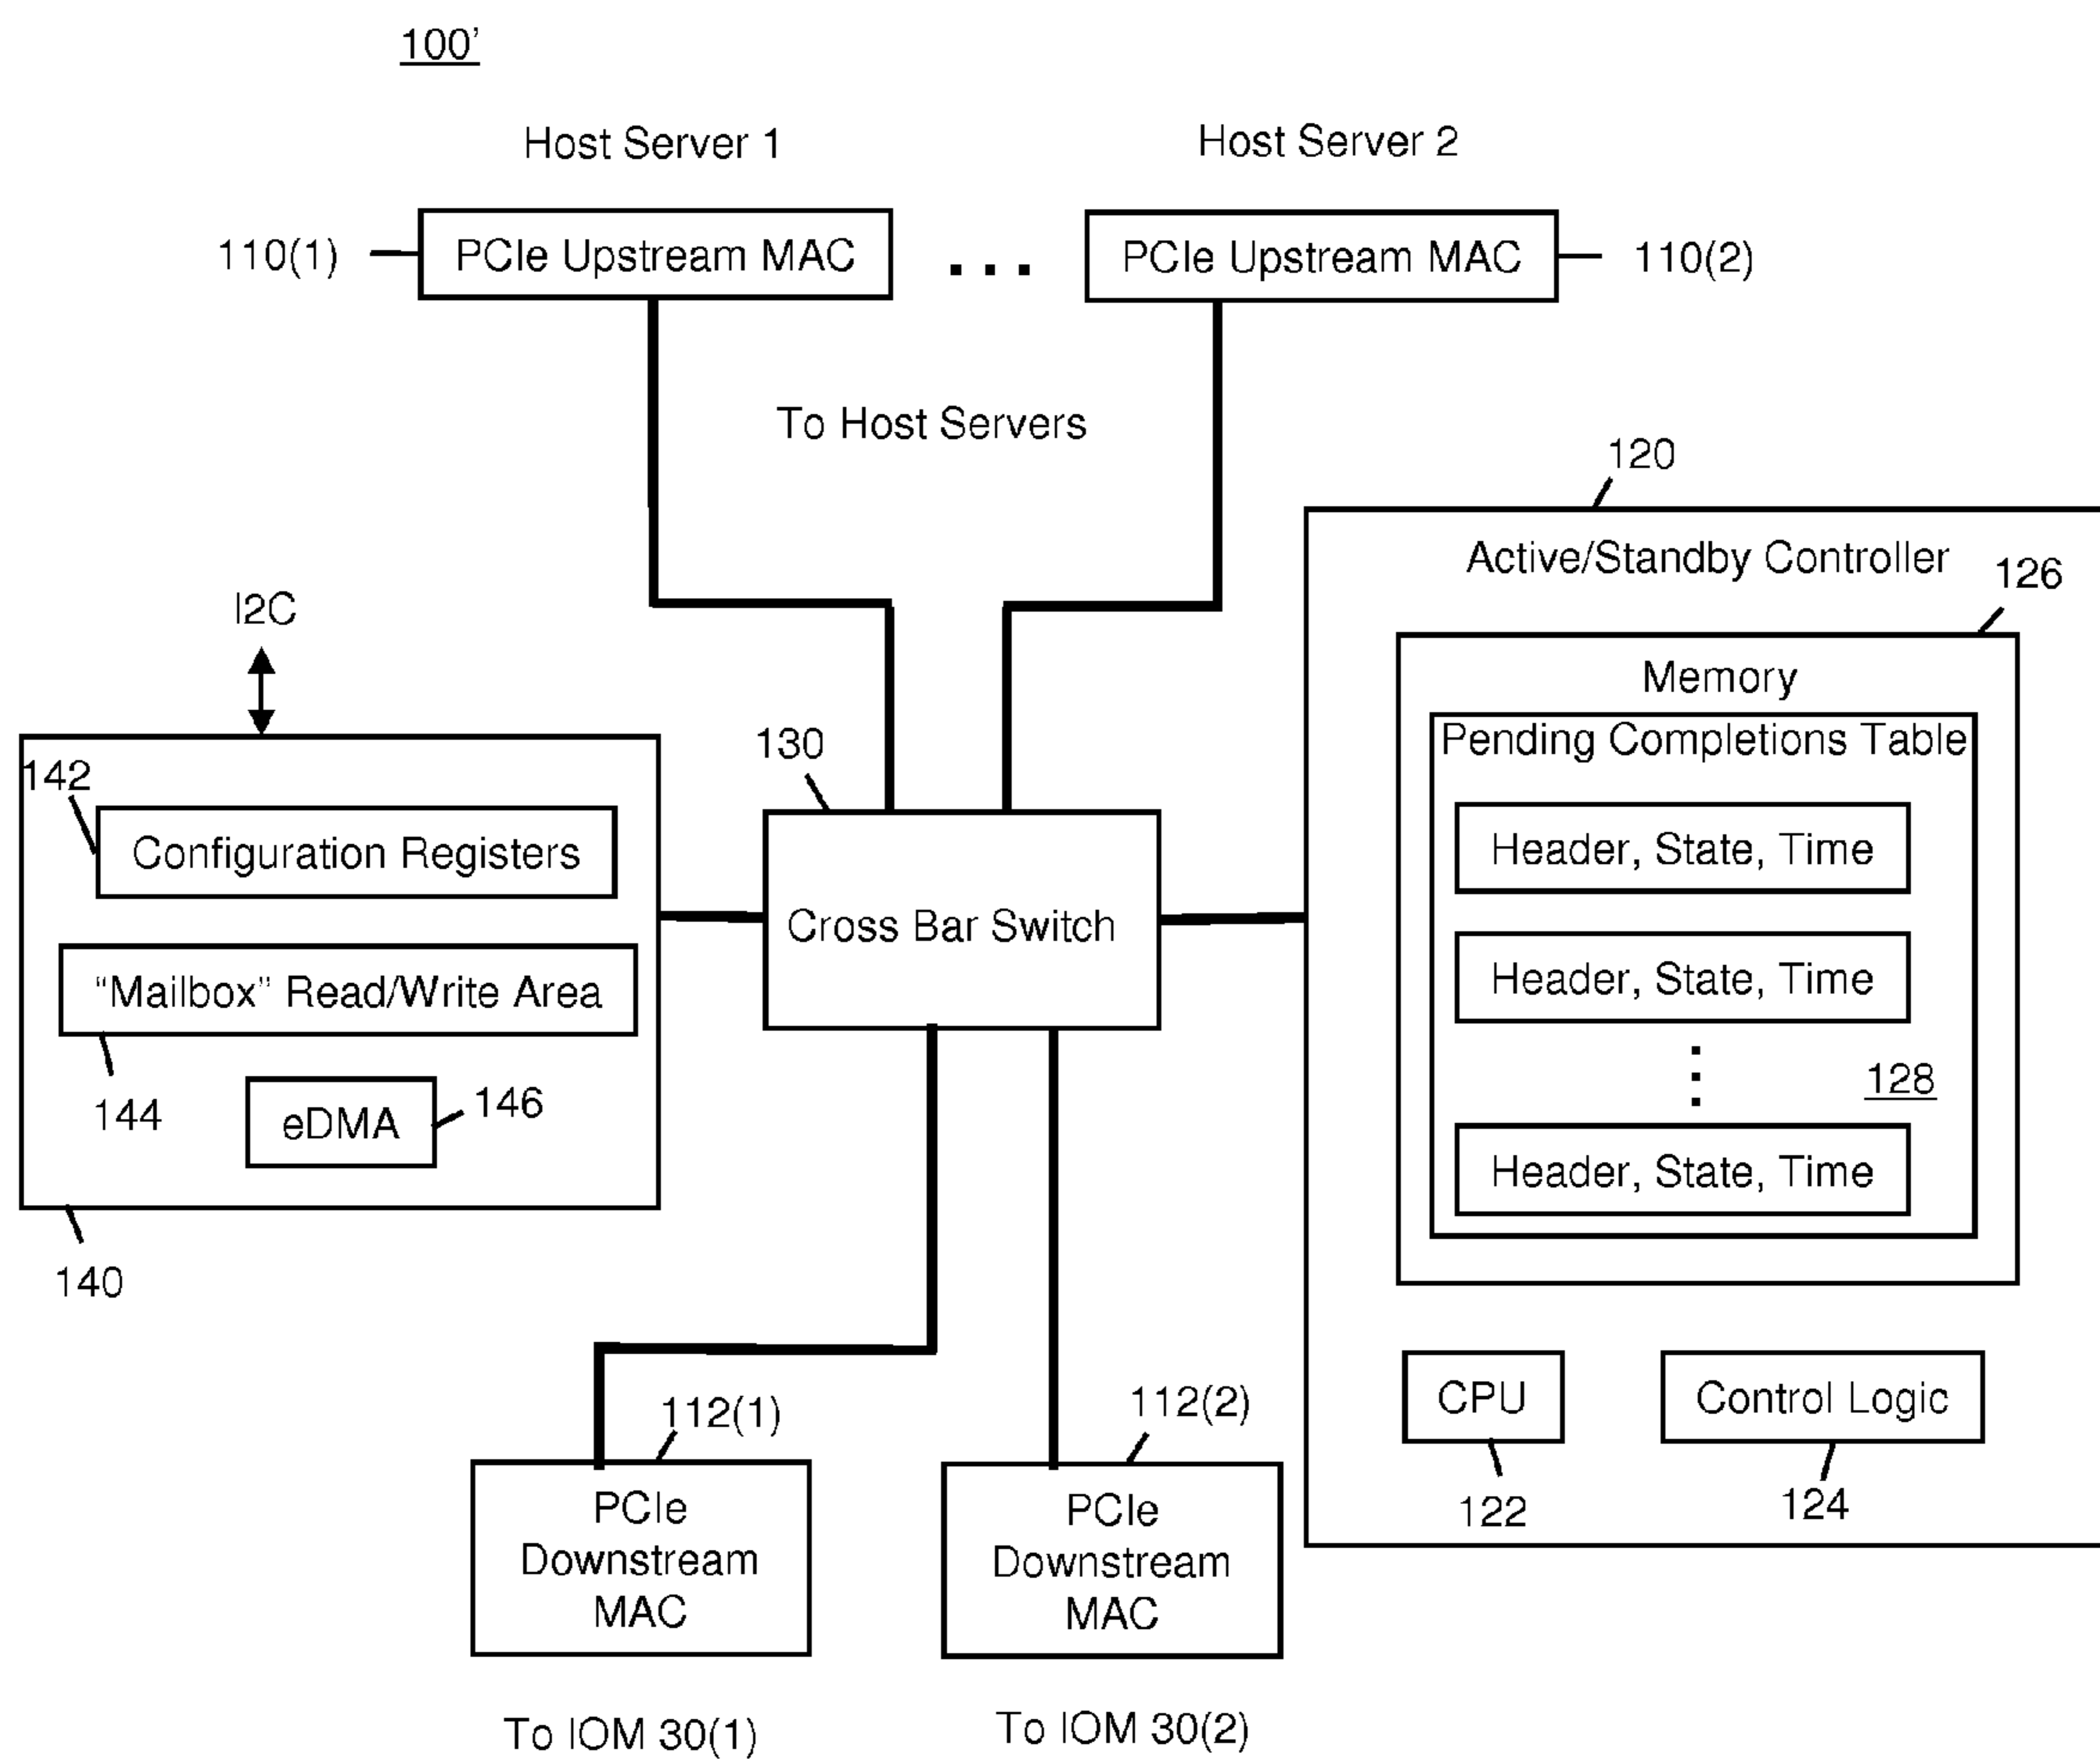 100’
Host Server 1
Host Server 2
110(1)
PCIe Upstream MAC
...
PCIe Upstream MAC
110(2)
To Host Servers
120
Active/Standby Controller
126
Memory
Pending Completions Table
Header, State, Time
Header, State, Time
128
Header, State, Time
CPU
Control Logic
122
124
I2C
142
Configuration Registers
“Mailbox” Read/Write Area
144
eDMA
146
140
130
Cross Bar Switch
112(1)
112(2)
PCIe
Downstream
MAC
PCIe
Downstream
MAC
To IOM 30(1)
To IOM 30(2)